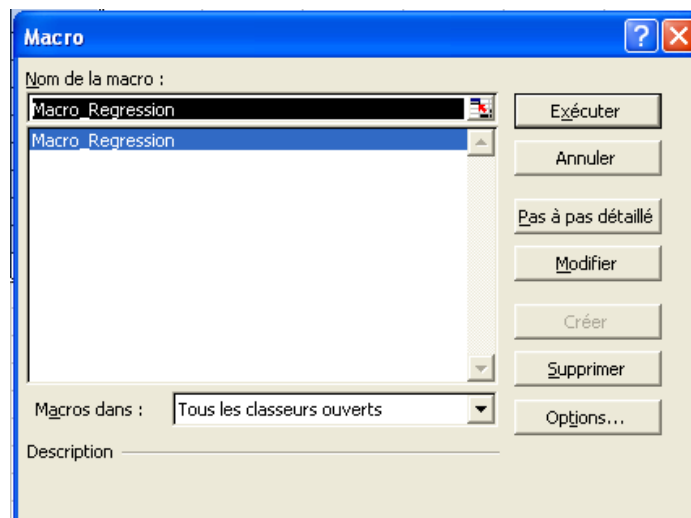 Macro
Nom de la macro :
Macro_Regression
Macro_Regression
Exécuter
Annuler
Pas à pas détaillé
Modifier
Créer
Supprimer
Macros dans :
Tous les classeurs ouverts
Options...
Description